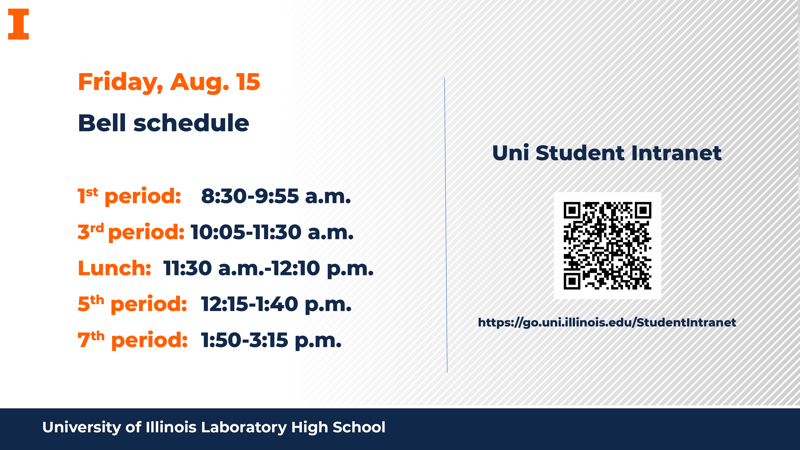 I
Friday, Aug. 15
Bell schedule
1st period: 8:30-9:55 a.m.
3rd period: 10:05-11:30 a.m.
Lunch: 11:30 a.m.-12:10 p.m.
5th period: 12:15-1:40 p.m.
7th period: 1:50-3:15 p.m.
Uni Student Intranet
https://go.uni.illinois.edu/StudentIntranet
University of Illinois Laboratory High School